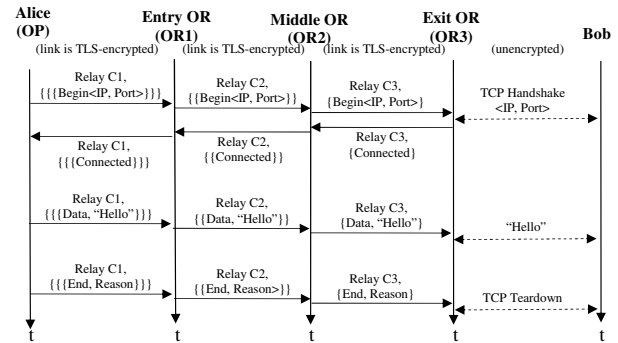 Alice
(OP)
Entry OR
(OR1)
Middle OR
(OR2)
Exit OR
(OR3)
Bob
(link is TLS-encrypted)
(link is TLS-encrypted)
(link is TLS-encrypted)
(unencrypted)
Relay C1,
{{{Begin<IP, Port>}}}
Relay C2,
{{Begin<IP, Port>}}
Relay C3,
{Begin<IP, Port>}
TCP Handshake
<IP, Port>
Relay C1,
{{{Connected}}}
Relay C2,
{{Connected}}
Relay C3,
{Connected}
Relay C1,
{{{Data, “Hello”}}}
Relay C2,
{{Data, “Hello”}}
Relay C3,
{Data, “Hello”}
“Hello”
Relay C1,
{{{End, Reason}}}
Relay C2,
{{End, Reason>}}
Relay C3,
{End, Reason}
TCP Teardown
t
t
t
t
t